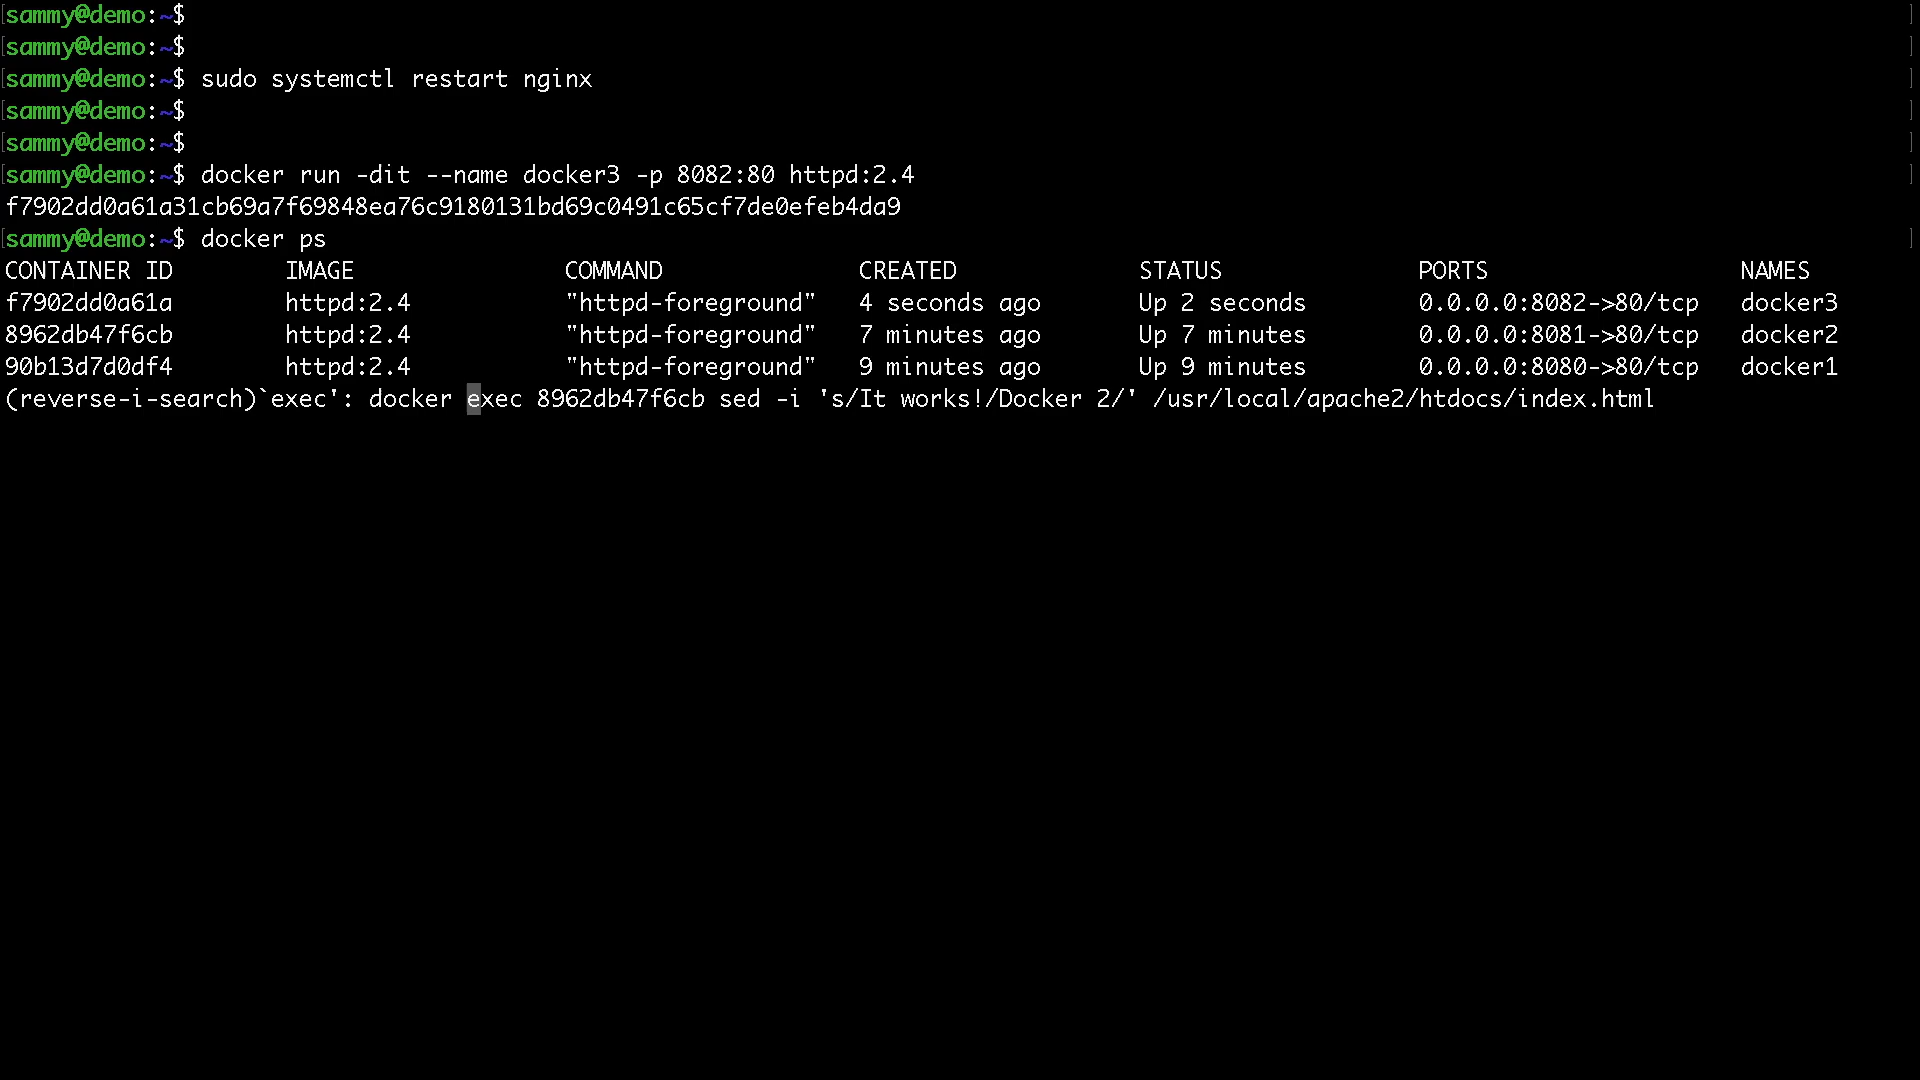 [sammy@demo:~$ ]
[sammy@demo:~$ ]
[sammy@demo:~$ sudo systemctl restart nginx ]
[sammy@demo:~$ ]
[sammy@demo:~$ ]
[sammy@demo:~$ docker run -dit --name docker3 -p 8082:80 httpd:2.4 ]
f7902dd0a61a31cb69a7f69848ea76c9180131bd69c0491c65cf7de0efeb4da9
[sammy@demo:~$ docker ps ]
CONTAINER ID        IMAGE               COMMAND              CREATED             STATUS              PORTS                  NAMES
f7902dd0a61a        httpd:2.4           "httpd-foreground"   4 seconds ago       Up 2 seconds        0.0.0.0:8082->80/tcp   docker3
8962db47f6cb        httpd:2.4           "httpd-foreground"   7 minutes ago       Up 7 minutes        0.0.0.0:8081->80/tcp   docker2
90b13d7d0df4        httpd:2.4           "httpd-foreground"   9 minutes ago       Up 9 minutes        0.0.0.0:8080->80/tcp   docker1
(reverse-i-search)`exec': docker exec 8962db47f6cb sed -i 's/It works!/Docker 2/' /usr/local/apache2/htdocs/index.html